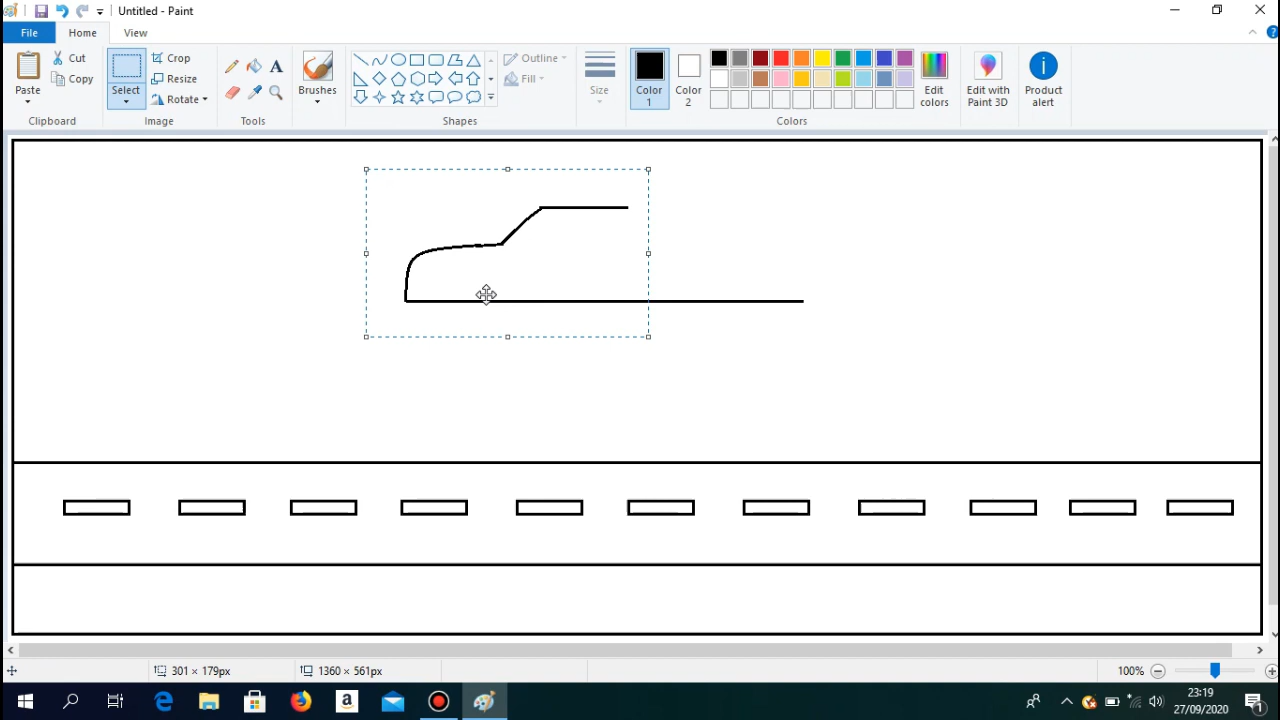 Untitled - Paint
File Home View
Paste
Cut
Copy
Clipboard
Select
Crop
Resize
Rotate
Image
Tools
Brushes
Shapes
Outline
Fill
Size
Color 1
Color 2
Edit colors
Colors
Edit with Paint 3D
Product alert
301 × 179px
1360 × 561px
100%
23:19
27/09/2020